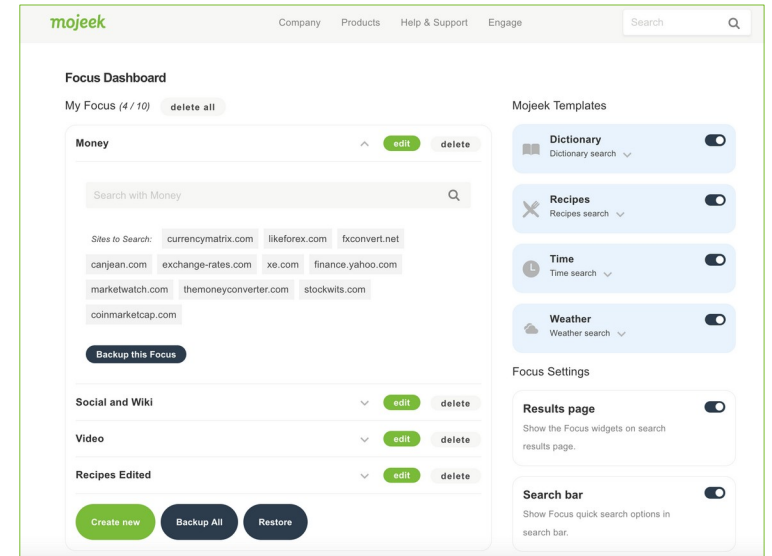 mojeek
Company Products Help & Support Engage Search
Focus Dashboard
My Focus (4 / 10) delete all
Money edit delete
Search with Money
Sites to Search: currencymatrix.com likeforex.com fxconvert.net
canjean.com exchange-rates.com xe.com finance.yahoo.com
marketwatch.com themoneyconverter.com stockwits.com
coinmarketcap.com
Backup this Focus
Social and Wiki edit delete
Video edit delete
Recipes Edited edit delete
Create new Backup All Restore
Mojeek Templates
Dictionary
Dictionary search
Recipes
Recipes search
Time
Time search
Weather
Weather search
Focus Settings
Results page
Show the Focus widgets on search
results page.
Search bar
Show Focus quick search options in
search bar.